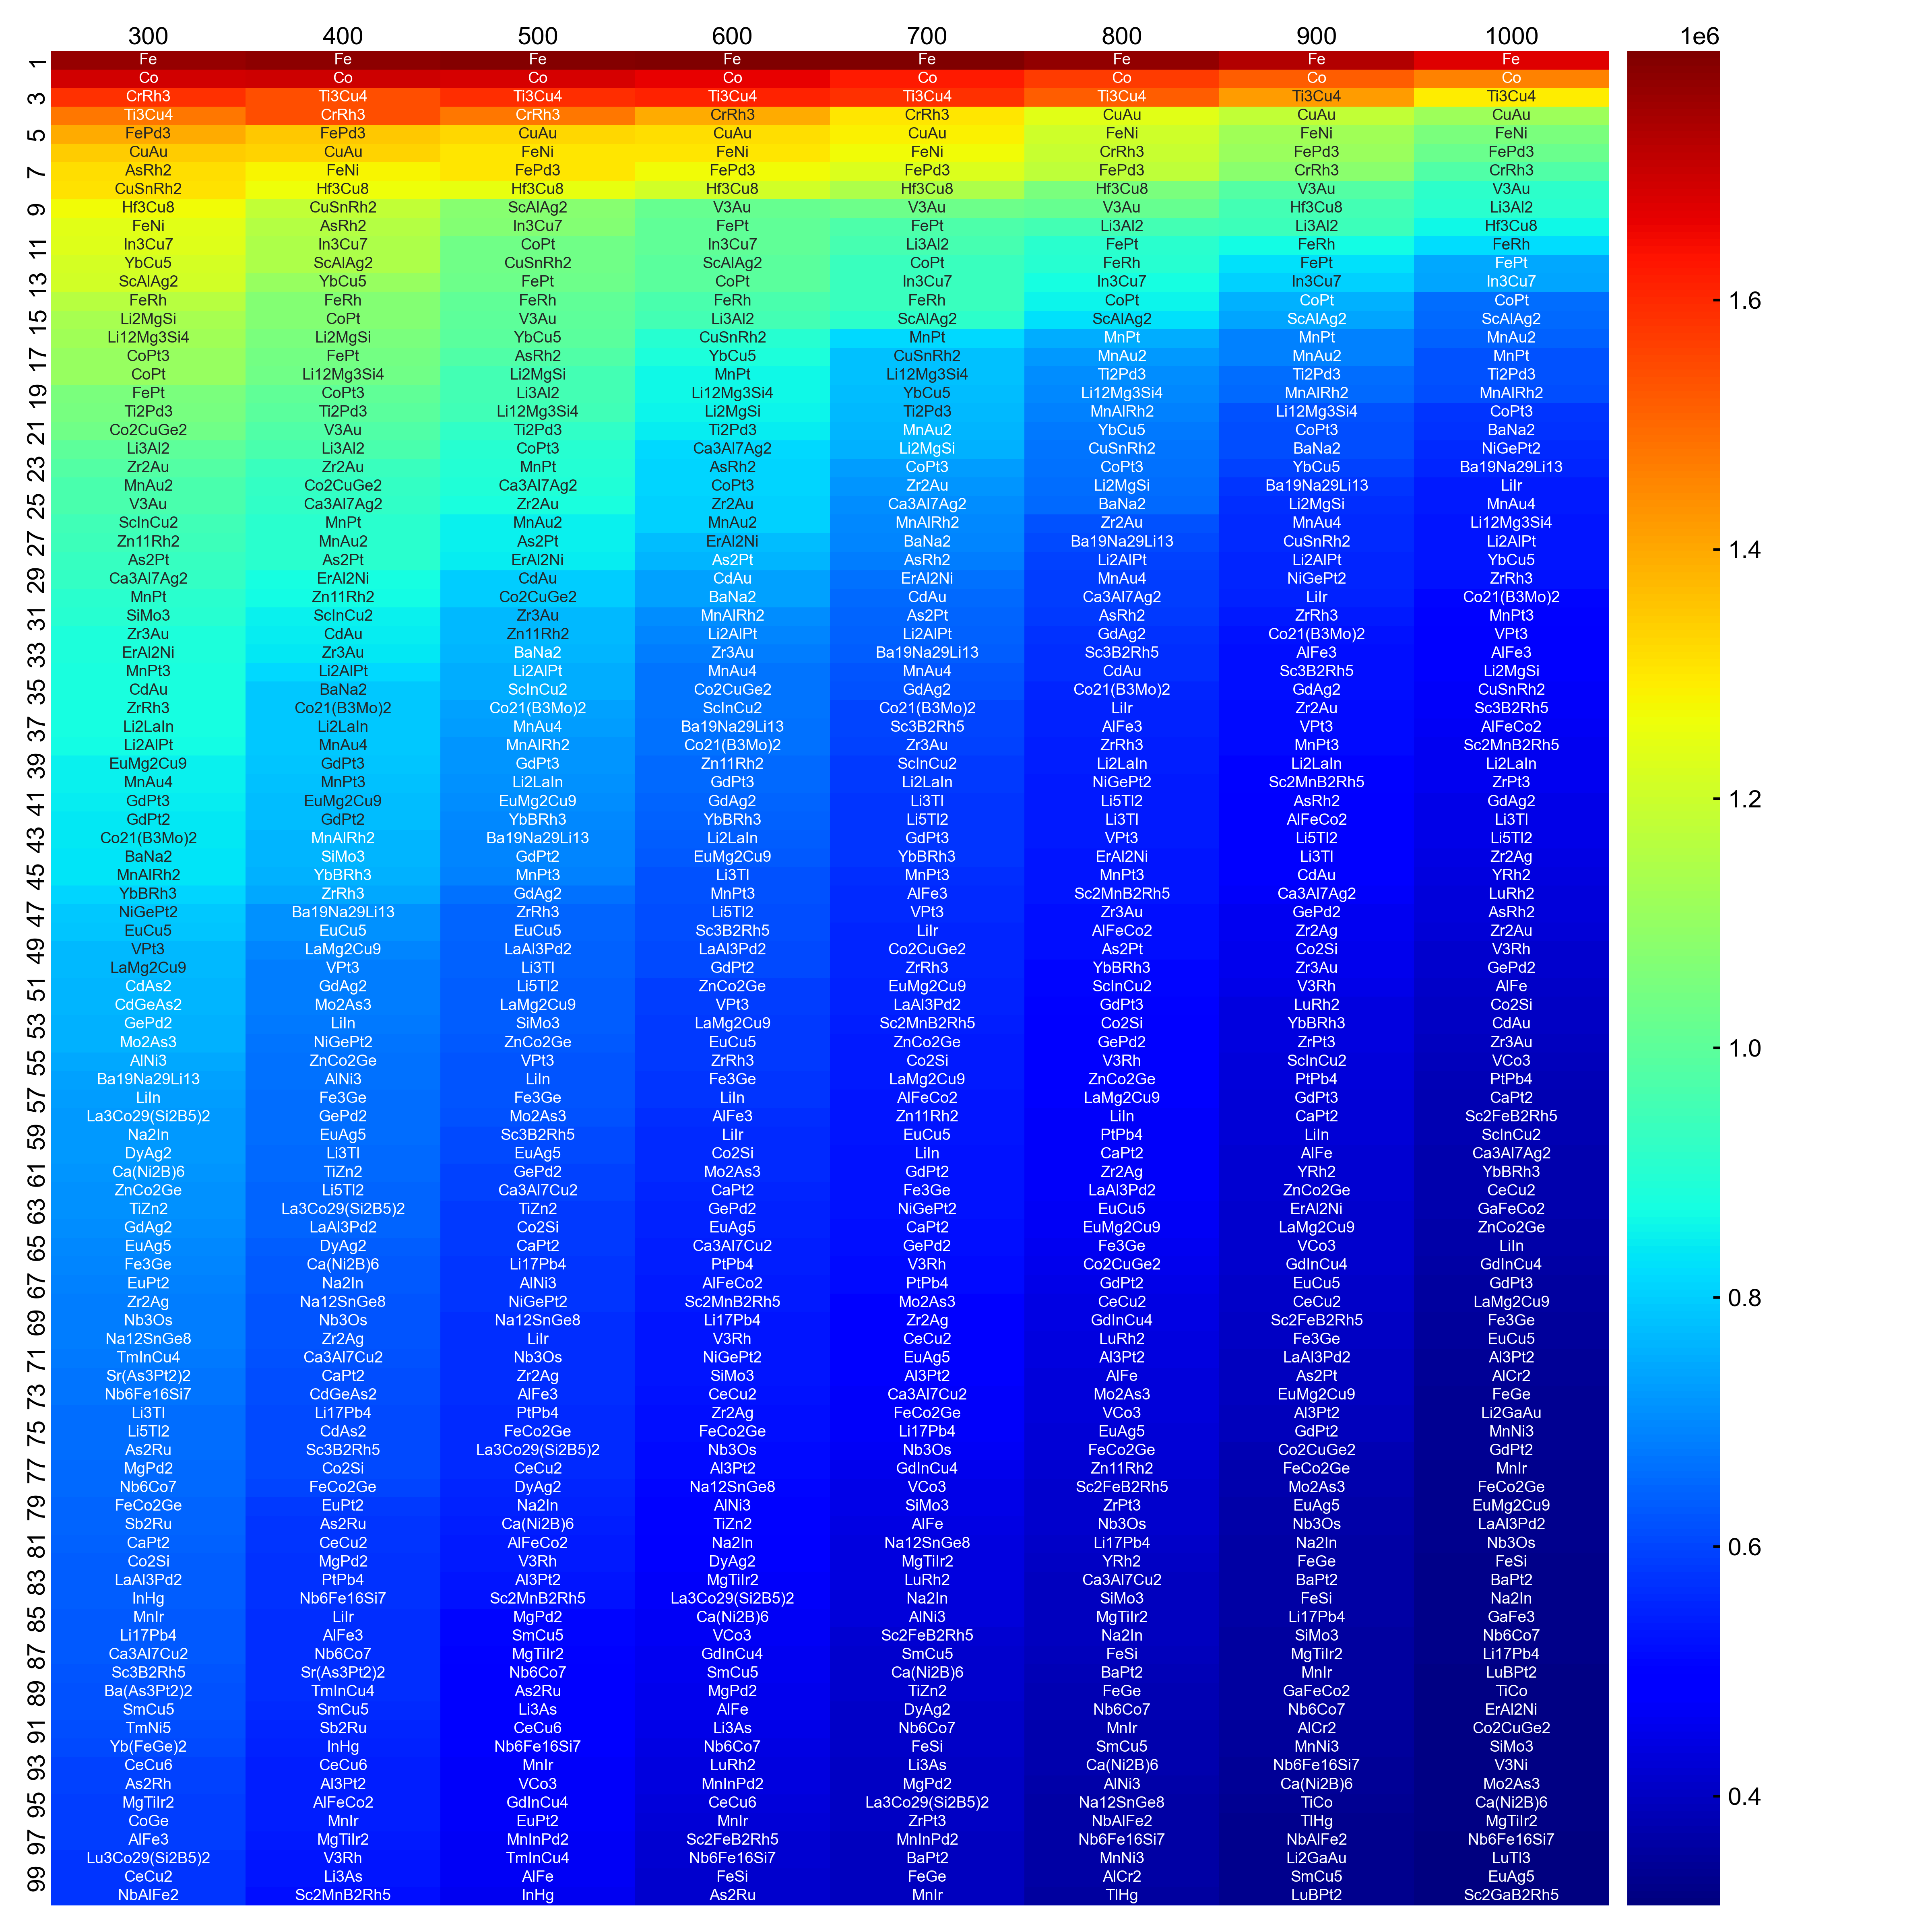 300 400 500 600 700 800 900 1000 1e6
1 Fe Fe Fe Fe Fe Fe Fe Fe
Co Co Co Co Co Co Co Co
3 CrRh3 Ti3Cu4 Ti3Cu4 Ti3Cu4 Ti3Cu4 Ti3Cu4 Ti3Cu4 Ti3Cu4
Ti3Cu4 CrRh3 CrRh3 CrRh3 CrRh3 CuAu CuAu CuAu
5 FePd3 FePd3 CuAu CuAu CuAu FeNi FeNi FeNi
CuAu CuAu FeNi FeNi FeNi CrRh3 FePd3 FePd3
7 AsRh2 FeNi FePd3 FePd3 FePd3 FePd3 CrRh3 CrRh3
CuSnRh2 Hf3Cu8 Hf3Cu8 Hf3Cu8 Hf3Cu8 Hf3Cu8 V3Au V3Au
9 Hf3Cu8 CuSnRh2 ScAlAg2 V3Au V3Au V3Au Hf3Cu8 Li3Al2
FeNi AsRh2 In3Cu7 FePt FePt Li3Al2 Li3Al2 Hf3Cu8
11 In3Cu7 In3Cu7 CoPt In3Cu7 Li3Al2 FePt FeRh FeRh
YbCu5 ScAlAg2 CuSnRh2 ScAlAg2 CoPt FeRh FePt FePt
13 ScAlAg2 YbCu5 FePt CoPt In3Cu7 In3Cu7 In3Cu7 In3Cu7
FeRh FeRh FeRh FeRh FeRh CoPt CoPt CoPt
15 Li2MgSi CoPt V3Au Li3Al2 ScAlAg2 ScAlAg2 ScAlAg2 ScAlAg2
Li12Mg3Si4 Li2MgSi YbCu5 CuSnRh2 MnPt MnPt MnPt MnAu2
17 CoPt3 FePt AsRh2 YbCu5 CuSnRh2 MnAu2 MnAu2 MnPt
CoPt Li12Mg3Si4 Li2MgSi MnPt Li12Mg3Si4 Ti2Pd3 Ti2Pd3 Ti2Pd3
19 FePt CoPt3 Li3Al2 Li12Mg3Si4 YbCu5 Li12Mg3Si4 MnAlRh2 MnAlRh2
Ti2Pd3 Ti2Pd3 Li12Mg3Si4 Li2MgSi Ti2Pd3 MnAlRh2 Li12Mg3Si4 CoPt3
21 Co2CuGe2 V3Au Ti2Pd3 Ti2Pd3 MnAu2 YbCu5 CoPt3 BaNa2
Li3Al2 Li3Al2 CoPt3 Ca3Al7Ag2 Li2MgSi CuSnRh2 BaNa2 NiGePt2
23 Zr2Au Zr2Au MnPt AsRh2 CoPt3 CoPt3 YbCu5 Ba19Na29Li13
MnAu2 Co2CuGe2 Ca3Al7Ag2 CoPt3 Zr2Au Li2MgSi Ba19Na29Li13 LiIr
25 V3Au Ca3Al7Ag2 Zr2Au Zr2Au Ca3Al7Ag2 BaNa2 Li2MgSi MnAu4
ScInCu2 MnPt MnAu2 MnAu2 MnAlRh2 Zr2Au MnAu4 Li12Mg3Si4
27 Zn11Rh2 MnAu2 As2Pt ErAl2Ni BaNa2 Ba19Na29Li13 CuSnRh2 Li2AlPt
As2Pt As2Pt ErAl2Ni As2Pt AsRh2 Li2AlPt Li2AlPt YbCu5
29 Ca3Al7Ag2 ErAl2Ni CdAu CdAu ErAl2Ni MnAu4 NiGePt2 ZrRh3
MnPt Zn11Rh2 Co2CuGe2 BaNa2 CdAu Ca3Al7Ag2 LiIr Co21(B3Mo)2
31 SiMo3 ScInCu2 Zr3Au MnAlRh2 As2Pt AsRh2 ZrRh3 MnPt3
Zr3Au CdAu Zn11Rh2 Li2AlPt Li2AlPt GdAg2 Co21(B3Mo)2 VPt3
33 ErAl2Ni Zr3Au BaNa2 Zr3Au Ba19Na29Li13 Sc3B2Rh5 AlFe3 AlFe3
MnPt3 Li2AlPt Li2AlPt MnAu4 MnAu4 CdAu Sc3B2Rh5 Li2MgSi
35 CdAu BaNa2 ScInCu2 Co2CuGe2 GdAg2 Co21(B3Mo)2 GdAg2 CuSnRh2
ZrRh3 Co21(B3Mo)2 Co21(B3Mo)2 ScInCu2 Co21(B3Mo)2 LiIr Zr2Au Sc3B2Rh5
37 Li2LaIn Li2LaIn MnAu4 Ba19Na29Li13 Sc3B2Rh5 AlFe3 VPt3 AlFeCo2
Li2AlPt MnAu4 MnAlRh2 Co21(B3Mo)2 Zr3Au ZrRh3 MnPt3 Sc2MnB2Rh5
39 EuMg2Cu9 GdPt3 GdPt3 Zn11Rh2 ScInCu2 Li2LaIn Li2LaIn Li2LaIn
MnAu4 MnPt3 Li2LaIn GdPt3 Li2LaIn NiGePt2 Sc2MnB2Rh5 ZrPt3
41 GdPt3 EuMg2Cu9 EuMg2Cu9 GdAg2 Li3Tl Li5Tl2 AsRh2 GdAg2
GdPt2 GdPt2 YbBRh3 YbBRh3 Li5Tl2 Li3Tl AlFeCo2 Li3Tl
43 Co21(B3Mo)2 MnAlRh2 Ba19Na29Li13 Li2LaIn GdPt3 VPt3 Li5Tl2 Li5Tl2
BaNa2 SiMo3 GdPt2 EuMg2Cu9 YbBRh3 ErAl2Ni Li3Tl Zr2Ag
45 MnAlRh2 YbBRh3 MnPt3 Li3Tl MnPt3 MnPt3 CdAu YRh2
YbBRh3 ZrRh3 GdAg2 MnPt3 AlFe3 Sc2MnB2Rh5 Ca3Al7Ag2 LuRh2
47 NiGePt2 Ba19Na29Li13 ZrRh3 Li5Tl2 VPt3 Zr3Au GePd2 AsRh2
EuCu5 EuCu5 EuCu5 Sc3B2Rh5 LiIr AlFeCo2 Zr2Ag Zr2Au
49 VPt3 LaMg2Cu9 LaAl3Pd2 LaAl3Pd2 Co2CuGe2 As2Pt Co2Si V3Rh
LaMg2Cu9 VPt3 Li3Tl GdPt2 ZrRh3 YbBRh3 Zr3Au GePd2
51 CdAs2 GdAg2 Li5Tl2 ZnCo2Ge EuMg2Cu9 ScInCu2 V3Rh AlFe
CdGeAs2 Mo2As3 LaMg2Cu9 VPt3 LaAl3Pd2 GdPt3 LuRh2 Co2Si
53 GePd2 LiIn SiMo3 LaMg2Cu9 Sc2MnB2Rh5 Co2Si YbBRh3 CdAu
Mo2As3 NiGePt2 ZnCo2Ge EuCu5 ZnCo2Ge GePd2 ZrPt3 Zr3Au
55 AlNi3 ZnCo2Ge VPt3 ZrRh3 Co2Si V3Rh ScInCu2 VCo3
Ba19Na29Li13 AlNi3 LiIn Fe3Ge LaMg2Cu9 ZnCo2Ge PtPb4 PtPb4
57 LiIn Fe3Ge Fe3Ge LiIn AlFeCo2 LaMg2Cu9 GdPt3 CaPt2
La3Co29(Si2B5)2 GePd2 Mo2As3 AlFe3 Zn11Rh2 LiIn CaPt2 Sc2FeB2Rh5
59 Na2In EuAg5 Sc3B2Rh5 LiIr EuCu5 PtPb4 LiIn ScInCu2
DyAg2 Li3Tl EuAg5 Co2Si LiIn CaPt2 AlFe Ca3Al7Ag2
61 Ca(Ni2B)6 TiZn2 GePd2 Mo2As3 GdPt2 Zr2Ag YRh2 YbBRh3
ZnCo2Ge Li5Tl2 Ca3Al7Cu2 CaPt2 Fe3Ge LaAl3Pd2 ZnCo2Ge CeCu2
63 TiZn2 La3Co29(Si2B5)2 TiZn2 GePd2 NiGePt2 EuCu5 ErAl2Ni GaFeCo2
GdAg2 LaAl3Pd2 Co2Si EuAg5 CaPt2 EuMg2Cu9 LaMg2Cu9 ZnCo2Ge
65 EuAg5 DyAg2 CaPt2 Ca3Al7Cu2 GePd2 Fe3Ge VCo3 LiIn
Fe3Ge Ca(Ni2B)6 Li17Pb4 PtPb4 V3Rh Co2CuGe2 GdInCu4 GdInCu4
67 EuPt2 Na2In AlNi3 AlFeCo2 PtPb4 GdPt2 EuCu5 GdPt3
Zr2Ag Na12SnGe8 NiGePt2 Sc2MnB2Rh5 Mo2As3 CeCu2 CeCu2 LaMg2Cu9
69 Nb3Os Nb3Os Na12SnGe8 Li17Pb4 Zr2Ag GdInCu4 Sc2FeB2Rh5 Fe3Ge
Na12SnGe8 Zr2Ag LiIr V3Rh CeCu2 LuRh2 Fe3Ge EuCu5
71 TmInCu4 Ca3Al7Cu2 Nb3Os NiGePt2 EuAg5 Al3Pt2 LaAl3Pd2 Al3Pt2
Sr(As3Pt2)2 CaPt2 Zr2Ag SiMo3 Al3Pt2 AlFe As2Pt AlCr2
73 Nb6Fe16Si7 CdGeAs2 AlFe3 CeCu2 Ca3Al7Cu2 Mo2As3 EuMg2Cu9 FeGe
Li3Tl Li17Pb4 PtPb4 Zr2Ag FeCo2Ge VCo3 Al3Pt2 Li2GaAu
75 Li5Tl2 CdAs2 FeCo2Ge FeCo2Ge Li17Pb4 EuAg5 GdPt2 MnNi3
As2Ru Sc3B2Rh5 La3Co29(Si2B5)2 Nb3Os Nb3Os FeCo2Ge Co2CuGe2 GdPt2
77 MgPd2 Co2Si CeCu2 Al3Pt2 GdInCu4 Zn11Rh2 FeCo2Ge MnIr
Nb6Co7 FeCo2Ge DyAg2 Na12SnGe8 VCo3 Sc2FeB2Rh5 Mo2As3 FeCo2Ge
79 FeCo2Ge EuPt2 Na2In AlNi3 SiMo3 ZrPt3 EuAg5 EuMg2Cu9
Sb2Ru As2Ru Ca(Ni2B)6 TiZn2 AlFe Nb3Os Nb3Os LaAl3Pd2
81 CaPt2 CeCu2 AlFeCo2 Na2In Na12SnGe8 Li17Pb4 Na2In Nb3Os
Co2Si MgPd2 V3Rh DyAg2 MgTiIr2 YRh2 FeGe FeSi
83 LaAl3Pd2 PtPb4 Al3Pt2 MgTiIr2 LuRh2 Ca3Al7Cu2 BaPt2 BaPt2
InHg Nb6Fe16Si7 Sc2MnB2Rh5 La3Co29(Si2B5)2 Na2In SiMo3 FeSi Na2In
85 MnIr LiIr MgPd2 Ca(Ni2B)6 AlNi3 MgTiIr2 Li17Pb4 GaFe3
Li17Pb4 AlFe3 SmCu5 VCo3 Sc2FeB2Rh5 Na2In SiMo3 Nb6Co7
87 Ca3Al7Cu2 Nb6Co7 MgTiIr2 GdInCu4 SmCu5 FeSi MgTiIr2 Li17Pb4
Sc3B2Rh5 Sr(As3Pt2)2 Nb6Co7 SmCu5 Ca(Ni2B)6 BaPt2 MnIr LuBPt2
89 Ba(As3Pt2)2 TmInCu4 As2Ru MgPd2 TiZn2 FeGe GaFeCo2 TiCo
SmCu5 SmCu5 Li3As AlFe DyAg2 Nb6Co7 Nb6Co7 ErAl2Ni
91 TmNi5 Sb2Ru CeCu6 Li3As Nb6Co7 MnIr AlCr2 Co2CuGe2
Yb(FeGe)2 InHg Nb6Fe16Si7 Nb6Co7 FeSi SmCu5 MnNi3 SiMo3
93 CeCu6 CeCu6 MnIr LuRh2 Li3As Ca(Ni2B)6 Nb6Fe16Si7 V3Ni
As2Rh Al3Pt2 VCo3 MnInPd2 MgPd2 AlNi3 Ca(Ni2B)6 Mo2As3
95 MgTiIr2 AlFeCo2 GdInCu4 CeCu6 La3Co29(Si2B5)2 Na12SnGe8 TiCo Ca(Ni2B)6
CoGe MnIr EuPt2 MnIr ZrPt3 NbAlFe2 TlHg MgTiIr2
97 AlFe3 MgTiIr2 MnInPd2 Sc2FeB2Rh5 MnInPd2 Nb6Fe16Si7 NbAlFe2 Nb6Fe16Si7
Lu3Co29(Si2B5)2 V3Rh TmInCu4 Nb6Fe16Si7 BaPt2 MnNi3 Li2GaAu LuTl3
99 CeCu2 Li3As AlFe FeSi FeGe AlCr2 SmCu5 EuAg5
NbAlFe2 Sc2MnB2Rh5 InHg As2Ru MnIr TlHg LuBPt2 Sc2GaB2Rh5
1.6
1.4
1.2
1.0
0.8
0.6
0.4